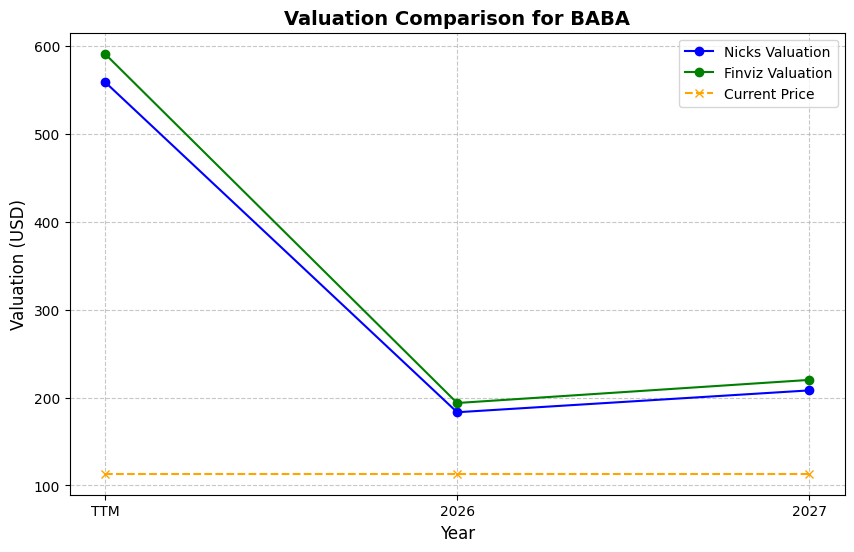 Valuation Comparison for BABA
Nicks Valuation
Finviz Valuation
Current Price
Valuation (USD)
600
500
400
300
200
100
TTM
2026
2027
Year